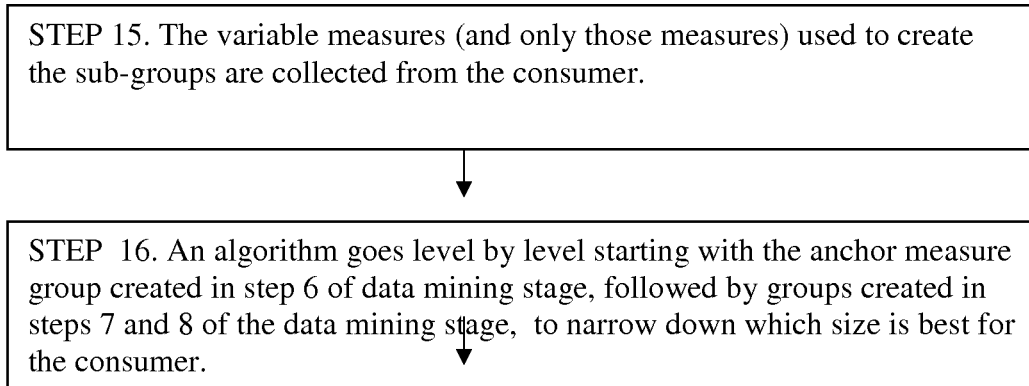 STEP 15. The variable measures (and only those measures) used to create
the sub-groups are collected from the consumer.
STEP  16. An algorithm goes level by level starting with the anchor measure
group created in step 6 of data mining stage, followed by groups created in
steps 7 and 8 of the data mining stage,  to narrow down which size is best for
the consumer.